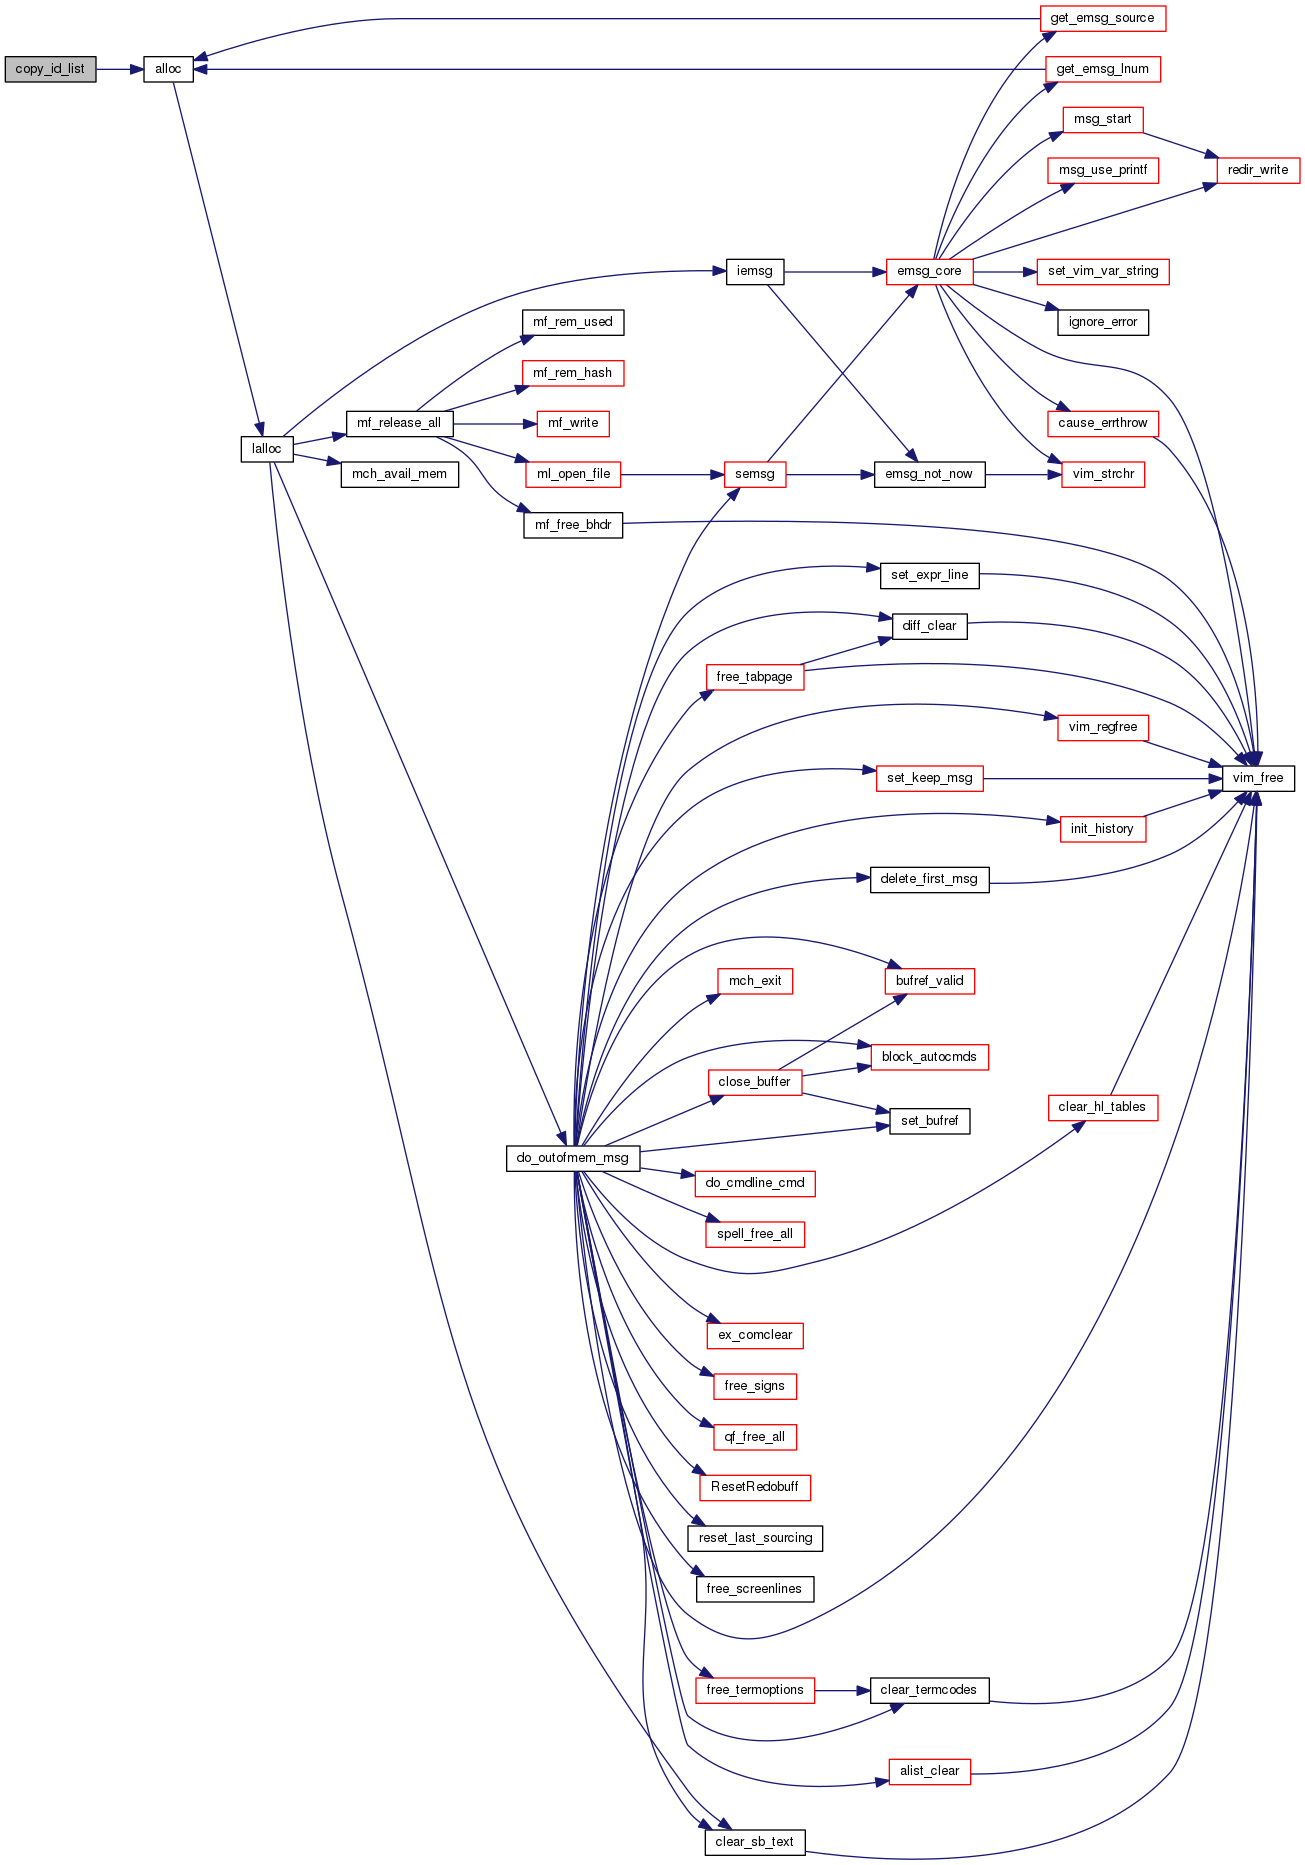 get_emsg_source
copy_id_list
alloc
get_emsg_lnum
msg_start
msg_use_printf
redir_write
iemsg
emsg_core
set_vim_var_string
mf_rem_used
ignore_error
mf_rem_hash
mf_release_all
mf_write
cause_errthrow
lalloc
mch_avail_mem
ml_open_file
semsg
emsg_not_now
vim_strchr
mf_free_bhdr
set_expr_line
diff_clear
free_tabpage
vim_regfree
set_keep_msg
vim_free
init_history
delete_first_msg
mch_exit
bufref_valid
block_autocmds
close_buffer
clear_hl_tables
set_bufref
do_outofmem_msg
do_cmdline_cmd
spell_free_all
ex_comclear
free_signs
qf_free_all
ResetRedobuff
reset_last_sourcing
free_screenlines
free_termoptions
clear_termcodes
alist_clear
clear_sb_text